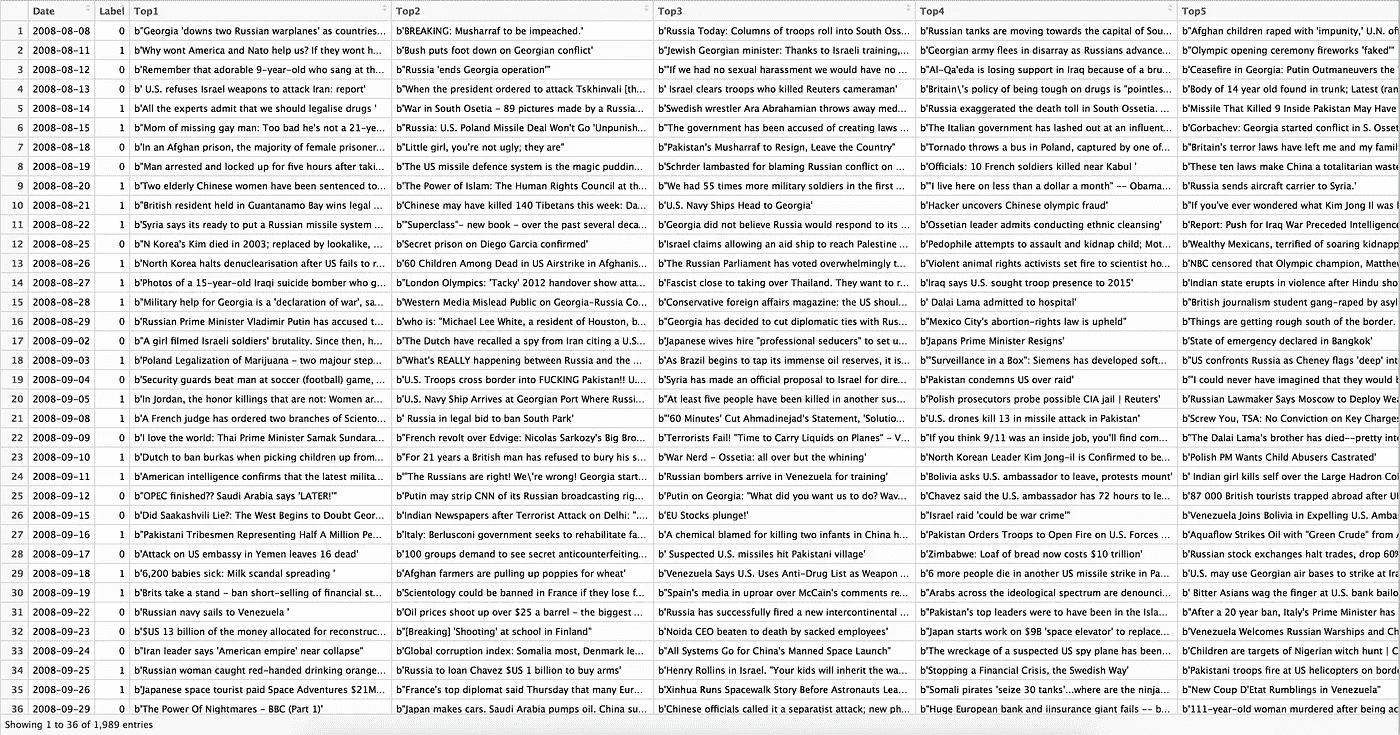 Date Label Top1 Top2 Top3 Top4 Top5
1 2008-08-08 0 b"Georgia 'downs two Russian warplanes' as countries... b'BREAKING: Musharraf to be impeached.' b'Russia Today: Columns of troops roll into South Oss... b'Russian tanks are moving towards the capital of Sou... b"Afghan children raped with 'impunity,' U.N. of
2 2008-08-11 1 b'Why wont America and Nato help us? If they wont h... b'Bush puts foot down on Georgian conflict' b"Jewish Georgian minister: Thanks to Israeli training,... b'Georgian army flees in disarray as Russians advance... b"Olympic opening ceremony fireworks 'faked'"
3 2008-08-12 0 b'Remember that adorable 9-year-old who sang at th... b"Russia 'ends Georgia operation'" b'"If we had no sexual harassment we would have no ... b"Al-Qa'eda is losing support in Iraq because of a bru... b'Ceasefire in Georgia: Putin Outmaneuvers the
4 2008-08-13 0 b' U.S. refuses Israel weapons to attack Iran: report' b"When the president ordered to attack Tskhinvali [th... b' Israel clears troops who killed Reuters cameraman' b'Britain\'s policy of being tough on drugs is "pointles... b'Body of 14 year old found in trunk; Latest (ran
5 2008-08-14 1 b'All the experts admit that we should legalise drugs ' b'War in South Osetia - 89 pictures made by a Russia... b'Swedish wrestler Ara Abrahamian throws away med... b'Russia exaggerated the death toll in South Ossetia. ... b'Missile That Killed 9 Inside Pakistan May Have
6 2008-08-15 1 b"Mom of missing gay man: Too bad he's not a 21-ye... b"Russia: U.S. Poland Missile Deal Won't Go 'Unpunish... b"The government has been accused of creating laws ... b'The Italian government has lashed out at an influent... b'Gorbachev: Georgia started conflict in S. Osset
7 2008-08-18 0 b'In an Afghan prison, the majority of female prisoner... b"Little girl, you're not ugly; they are" b"Pakistan's Musharraf to Resign, Leave the Country" b'Tornado throws a bus in Poland, captured by one of... b"Britain's terror laws have left me and my famil
8 2008-08-19 0 b"Man arrested and locked up for five hours after taki... b'The US missile defence system is the magic puddin... b'Schrder lambasted for blaming Russian conflict on ... b'Officials: 10 French soldiers killed near Kabul ' b'These ten laws make China a totalitarian waste
9 2008-08-20 1 b'Two elderly Chinese women have been sentenced to... b'The Power of Islam: The Human Rights Council at th... b"We had 55 times more military soldiers in the first ... b'"I live here on less than a dollar a month" -- Obama... b'Russia sends aircraft carrier to Syria.'
10 2008-08-21 1 b"British resident held in Guantanamo Bay wins legal ... b'Chinese may have killed 140 Tibetans this week: Da... b'U.S. Navy Ships Head to Georgia' b'Hacker uncovers Chinese olympic fraud' b"If you've ever wondered what Kim Jong Il was l
11 2008-08-22 1 b'Syria says its ready to put a Russian missile system ... b'"Superclass"- new book - over the past several deca... b'Georgia did not believe Russia would respond to its ... b'Ossetian leader admits conducting ethnic cleansing' b'Report: Push for Iraq War Preceded Intelligence
12 2008-08-25 0 b"N Korea's Kim died in 2003; replaced by lookalike, ... b'Secret prison on Diego Garcia confirmed' b'Israel claims allowing an aid ship to reach Palestine ... b'Pedophile attempts to assault and kidnap child; Mot... b'Wealthy Mexicans, terrified of soaring kidnapp
13 2008-08-26 1 b'North Korea halts denuclearisation after US fails to r... b'60 Children Among Dead in US Airstrike in Afghanis... b'The Russian Parliament has voted overwhelmingly t... b'Violent animal rights activists set fire to scientist ho... b'NBC censored that Olympic champion, Matthew
14 2008-08-27 1 b'Photos of a 15-year-old Iraqi suicide bomber who g... b"London Olympics: 'Tacky' 2012 handover show atta... b'Fascist close to taking over Thailand. They want to r... b'Iraq says U.S. sought troop presence to 2015' b'Indian state erupts in violence after Hindu sho
15 2008-08-28 1 b"Military help for Georgia is a 'declaration of war', sa... b'Western Media Mislead Public on Georgia-Russia Co... b'Conservative foreign affairs magazine: the US shoul... b' Dalai Lama admitted to hospital' b'British journalism student gang-raped by asyl
16 2008-08-29 0 b'Russian Prime Minister Vladimir Putin has accused t... b'who is: "Michael Lee White, a resident of Houston, b... b"Georgia has decided to cut diplomatic ties with Rus... b"Mexico City's abortion-rights law is upheld" b'Things are getting rough south of the border.
17 2008-09-02 0 b"A girl filmed Israeli soldiers' brutality. Since then, h... b'The Dutch have recalled a spy from Iran citing a U.S... b'Japanese wives hire "professional seducers" to set u... b'Japans Prime Minister Resigns' b'State of emergency declared in Bangkok'
18 2008-09-03 1 b'Poland Legalization of Marijuana - two majour step... b"What's REALLY happening between Russia and the ... b"As Brazil begins to tap its immense oil reserves, it is... b'"Surveillance in a Box": Siemens has developed soft... b"US confronts Russia as Cheney flags 'deep' int
19 2008-09-04 0 b'Security guards beat man at soccer (football) game, ... b'U.S. Troops cross border into FUCKING Pakistan!! U.... b'Syria has made an official proposal to Israel for dire... b'Pakistan condemns US over raid' b"'I could never have imagined that they would b
20 2008-09-05 1 b'In Jordan, the honor killings that are not: Women ar... b'U.S. Navy Ship Arrives at Georgian Port Where Russi... b"At least five people have been killed in another sus... b'Polish prosecutors probe possible CIA jail | Reuters' b'Russian Lawmaker Says Moscow to Deploy Wea
21 2008-09-08 1 b'A French judge has ordered two branches of Sciento... b' Russia in legal bid to ban South Park' b"'60 Minutes' Cut Ahmadinejad's Statement, 'Solutio... b'U.S. drones kill 13 in missile attack in Pakistan' b'Screw You, TSA: No Conviction on Key Charges
22 2008-09-09 0 b'I love the world: Thai Prime Minister Samak Sundara... b"French revolt over Edvige: Nicolas Sarkozy's Big Bro... b'Terrorists Fail! "Time to Carry Liquids on Planes" - V... b"If you think 9/11 was an inside job, you'll find com... b"The Dalai Lama's brother has died--pretty int
23 2008-09-10 1 b'Dutch to ban burkas when picking children up from... b"For 21 years a British man has refused to bury his s... b'War Nerd - Ossetia: all over but the whining' b'North Korean Leader Kim Jong-il is Confirmed to be... b'Polish PM Wants Child Abusers Castrated'
24 2008-09-11 1 b'American intelligence confirms that the latest milita... b'"The Russians are right! We\'re wrong! Georgia start... b'Russian bombers arrive in Venezuela for training' b'Bolivia asks U.S. ambassador to leave, protests mount' b' Indian girl kills self over the Large Hadron Co
25 2008-09-12 0 b"OPEC finished?? Saudi Arabia says 'LATER!'" b'Putin may strip CNN of its Russian broadcasting rig... b'Putin on Georgia: "What did you want us to do? Wav... b'Chavez said the U.S. ambassador has 72 hours to le... b'87 000 British tourists trapped abroad after UK
26 2008-09-15 0 b'Did Saakashvili Lie?: The West Begins to Doubt Geor... b'Indian Newspapers after Terrorist Attack on Delhi: ".... b'EU Stocks plunge!' b"Israel raid 'could be war crime'" b'Venezuela Joins Bolivia in Expelling U.S. Amba
27 2008-09-16 1 b"Pakistani Tribesmen Representing Half A Million Pe... b'Italy: Berlusconi government seeks to rehabilitate fa... b'A chemical blamed for killing two infants in China h... b'Pakistan Orders Troops to Open Fire on U.S. Forces ... b'Aquaflow Strikes Oil with "Green Crude" from A
28 2008-09-17 0 b'Attack on US embassy in Yemen leaves 16 dead' b'100 groups demand to see secret anticounterfeiting... b' Suspected U.S. missiles hit Pakistani village' b'Zimbabwe: Loaf of bread now costs $10 trillion' b'Russian stock exchanges halt trades, drop 60%
29 2008-09-18 1 b'6,200 babies sick: Milk scandal spreading ' b'Afghan farmers are pulling up poppies for wheat' b'Venezuela Says U.S. Uses Anti-Drug List as Weapon ... b'6 more people die in another US missile strike in Pa... b'U.S. may use Georgian air bases to strike at Ira
30 2008-09-19 1 b'Brits take a stand - ban short-selling of financial st... b'Scientology could be banned in France if they lose f... b"Spain's media in uproar over McCain's comments re... b'Arabs across the ideological spectrum are denounci... b' Bitter Asians wag the finger at U.S. bank bailo
31 2008-09-22 0 b'Russian navy sails to Venezuela ' b'Oil prices shoot up over $25 a barrel - the biggest ... b'Russia has successfully fired a new intercontinental ... b"Pakistan's top leaders were to have been in the Isla... b"After a 20 year ban, Italy's Prime Minister has
32 2008-09-23 0 b'$US 13 billion of the money allocated for reconstruc... b"[Breaking] 'Shooting' at school in Finland" b'Noida CEO beaten to death by sacked employees' b"Japan starts work on $9B 'space elevator' to replace... b'Venezuela Welcomes Russian Warships and Ch
33 2008-09-24 0 b"Iran leader says 'American empire' near collapse" b'Global corruption index: Somalia most, Denmark le... b"All Systems Go for China's Manned Space Launch" b'The wreckage of a suspected US spy plane has been... b'Children are targets of Nigerian witch hunt | C
34 2008-09-25 1 b'Russian woman caught red-handed drinking orange... b'Russia to loan Chavez $US 1 billion to buy arms' b'Henry Rollins in Israel. "Your kids will inherit the wa... b'Stopping a Financial Crisis, the Swedish Way' b'Pakistani troops fire at US helicopters on bord
35 2008-09-26 1 b'Japanese space tourist paid Space Adventures $21M... b"France's top diplomat said Thursday that many Eur... b'Xinhua Runs Spacewalk Story Before Astronauts Lea... b"Somali pirates 'seize 30 tanks'...where are the ninja... b"New Coup D'Etat Rumblings in Venezuela"
36 2008-09-29 0 b'The Power Of Nightmares - BBC (Part 1)' b'Japan makes cars. Saudi Arabia pumps oil. China su... b'Chinese officials called it a separatist attack; new ph... b"Huge European bank and iinsurance giant fails -- b... b'111-year-old woman murdered after being ac
Showing 1 to 36 of 1,989 entries